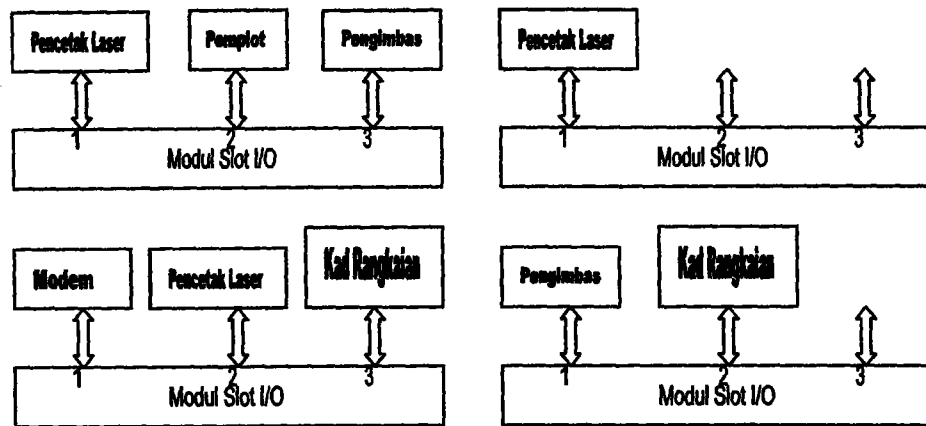 Pencetak Laser
Pemplot
Pengimbas
1
2
3
Modul Slot I/O
Pencetak Laser
1
2
3
Modul Slot I/O
Modem
Pencetak Laser
Kad Rangkaian
1
2
3
Modul Slot I/O
Pengimbas
Kad Rangkaian
1
2
3
Modul Slot I/O